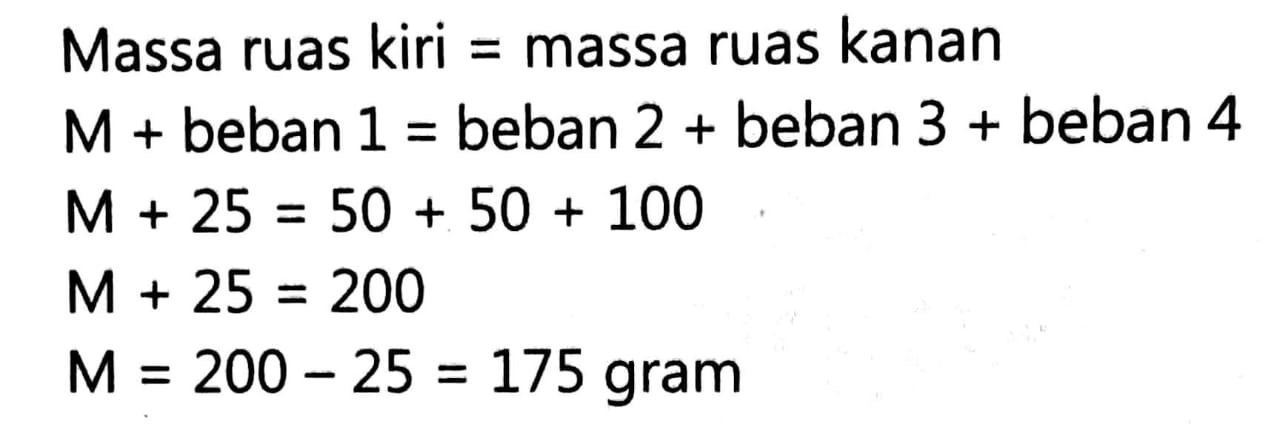 Massa ruas kiri = massa ruas kanan
M + beban 1 = beban 2 + beban 3 + beban 4
M + 25 = 50 + 50 + 100
M + 25 = 200
M = 200 – 25 = 175 gram